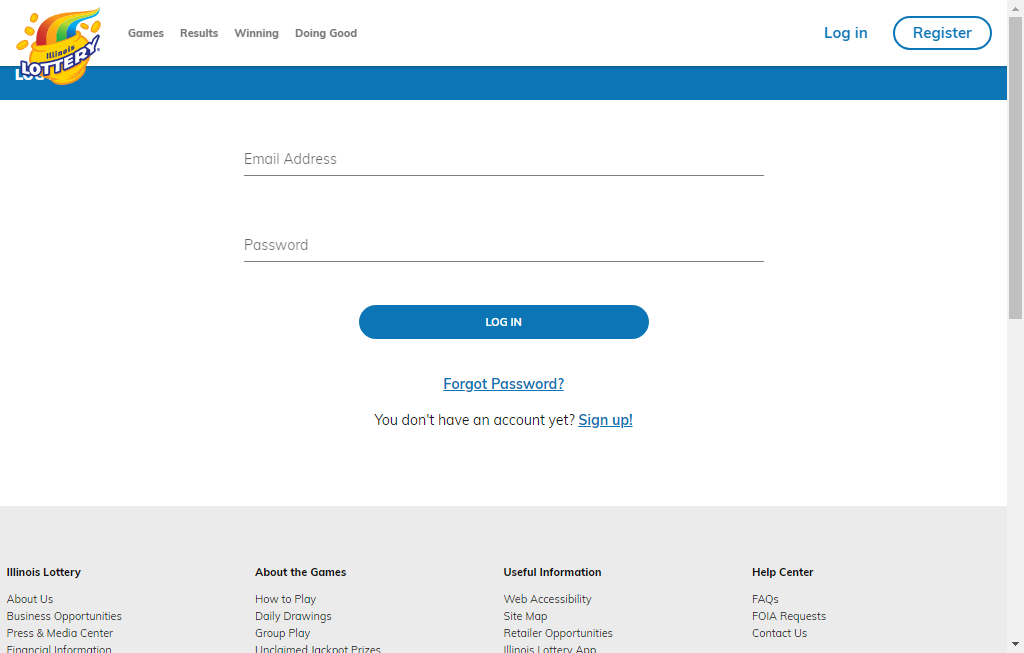 Illinois
LOTTERY
Games Results Winning Doing Good
Log in Register
Email Address
Password
LOG IN
Forgot Password?
You don't have an account yet? Sign up!
Illinois Lottery
About Us
Business Opportunities
Press & Media Center
Financial Information
About the Games
How to Play
Daily Drawings
Group Play
Unclaimed Jackpot Prizes
Useful Information
Web Accessibility
Site Map
Retailer Opportunities
Illinois Lottery App
Help Center
FAQs
FOIA Requests
Contact Us